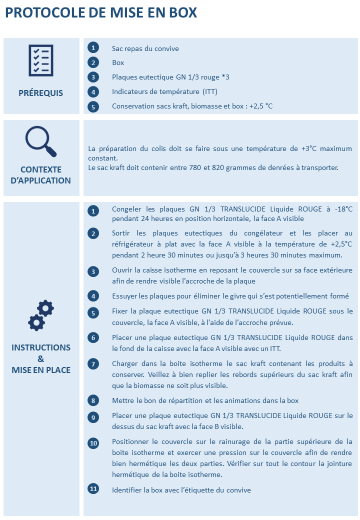 PROTOCOLE DE MISE EN BOX
PRÉREQUIS
1 Sac repas du convive
2 Box
3 Plaques eutectique GN 1/3 rouge *3
4 Indicateurs de température (ITT)
5 Conservation sacs kraft, biomasse et box : +2,5 °C
CONTEXTE
D'APPLICATION
La préparation du colis doit se faire sous une température de +3°C maximum
constant.
Le sac kraft doit contenir entre 780 et 820 grammes de denrées à transporter.
INSTRUCTIONS
&
MISE EN PLACE
1 Congeler les plaques GN 1/3 TRANSLUCIDE Liquide ROUGE à -18°C
pendant 24 heures en position horizontale, la face A visible
2 Sortir les plaques eutectiques du congélateur et les placer au
réfrigérateur à plat avec la face A visible à la température de +2,5°C
pendant 2 heure 30 minutes ou jusqu'à 3 heures 30 minutes maximum.
3 Ouvrir la caisse isotherme en reposant le couvercle sur sa face extérieure
afin de rendre visible l'accroche de la plaque
4 Essuyer les plaques pour éliminer le givre qui s'est potentiellement formé
5 Fixer la plaque eutectique GN 1/3 TRANSLUCIDE Liquide ROUGE sous le
couvercle, la face A visible, à l'aide de l'accroche prévue.
6 Placer une plaque eutectique GN 1/3 TRANSLUCIDE Liquide ROUGE dans
le fond de la caisse avec la face A visible avec un ITT.
7 Charger dans la boite isotherme le sac kraft contenant les produits à
conserver. Veillez à bien replier les rebords supérieurs du sac kraft afin
que la biomasse ne soit plus visible.
8 Mettre le bon de répartition et les animations dans la box
9 Placer une plaque eutectique GN 1/3 TRANSLUCIDE Liquide ROUGE sur le
dessus du sac kraft avec la face B visible.
10 Positionner le couvercle sur le rainurage de la partie supérieure de la
boite isotherme et exercer une pression sur le couvercle afin de rendre
bien hermétique les deux parties. Vérifier sur tout le contour la jointure
hermétique de la boite isotherme.
11 Identifier la box avec l'étiquette du convive